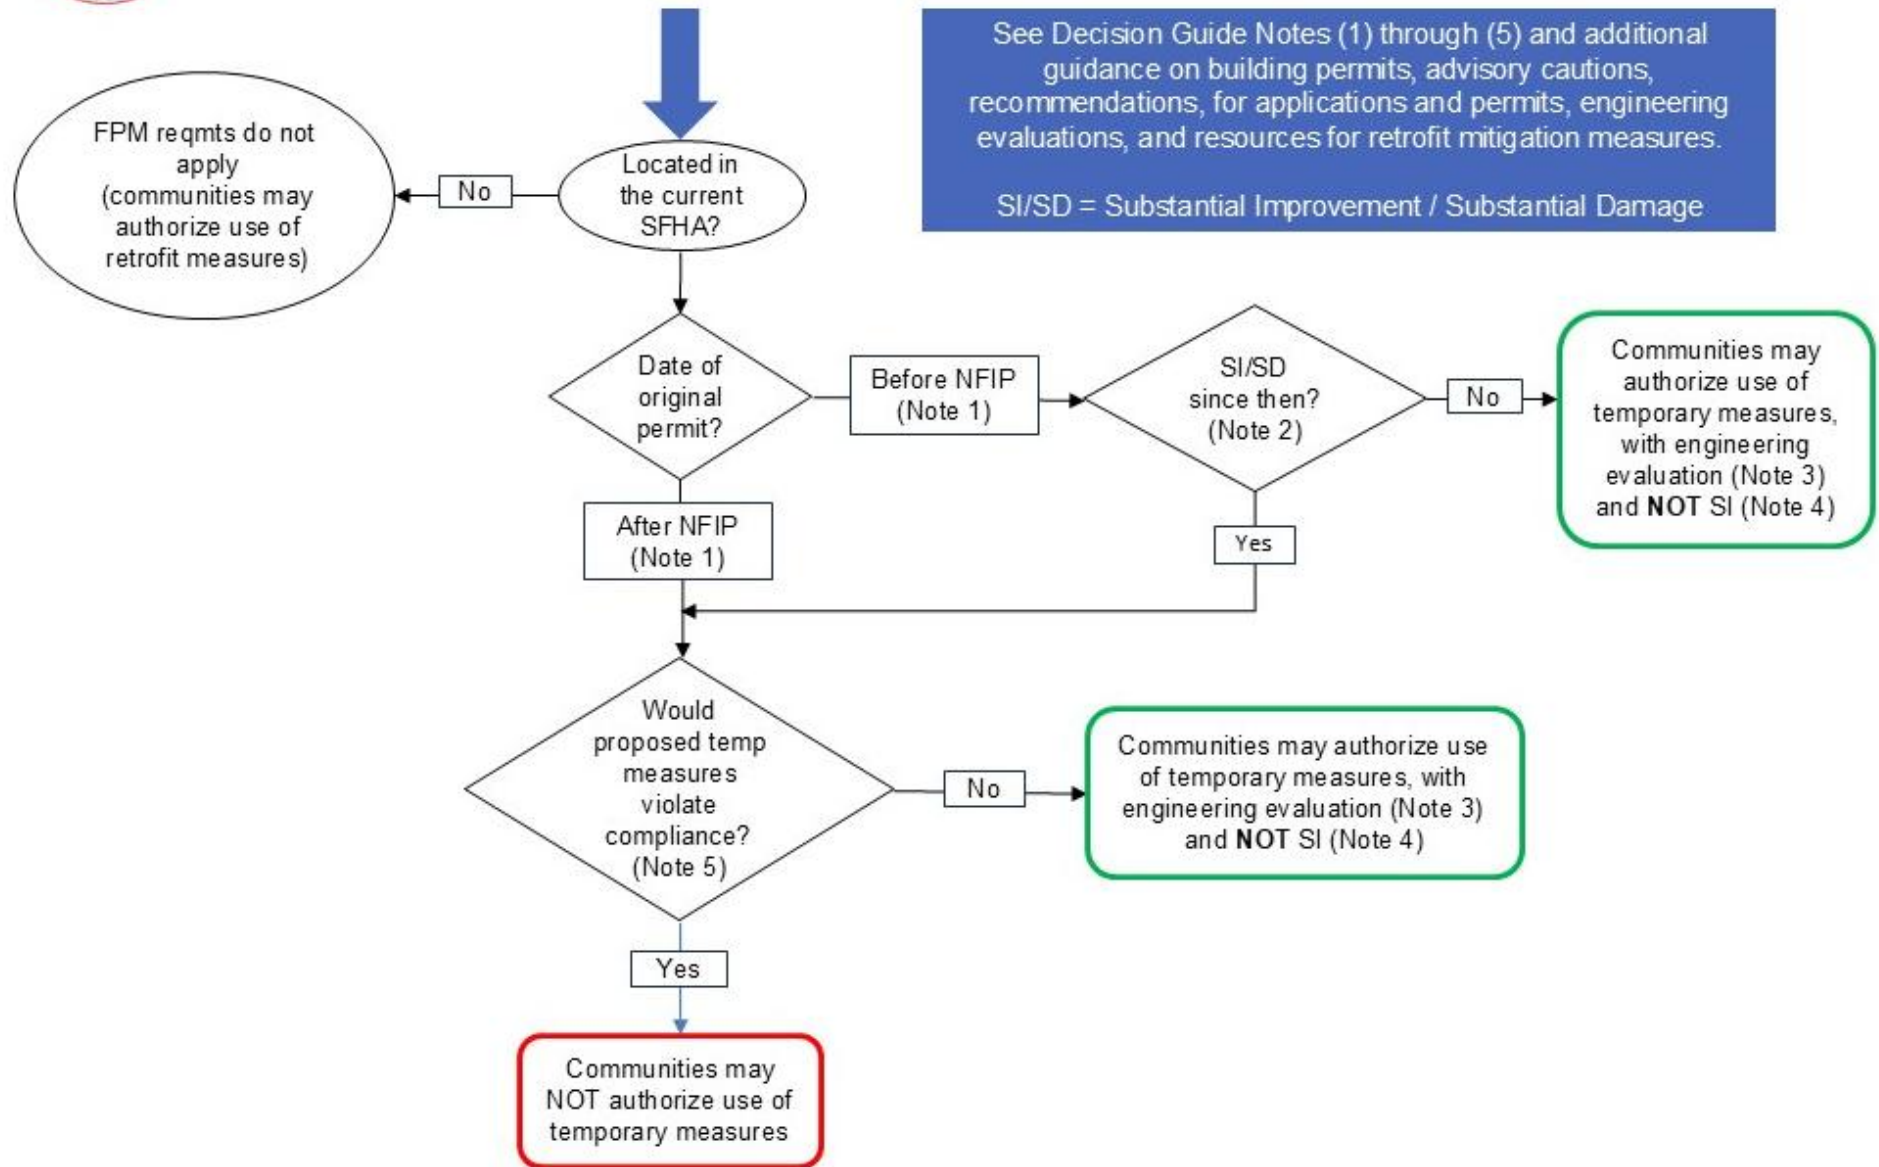 See Decision Guide Notes (1) through (5) and additional
guidance on building permits, advisory cautions,
recommendations, for applications and permits, engineering
evaluations, and resources for retrofit mitigation measures.
SI/SD = Substantial Improvement / Substantial Damage
FPM reqmts do not
apply
(communities may
authorize use of
retrofit measures)
No
Located in
the current
SFHA?
Date of
original
permit?
Before NFIP
(Note 1)
SI/SD
since then?
(Note 2)
No
Communities may
authorize use of
temporary measures,
with engineering
evaluation (Note 3)
and NOT SI (Note 4)
After NFIP
(Note 1)
Yes
Would
proposed temp
measures
violate
compliance?
(Note 5)
No
Communities may authorize use
of temporary measures, with
engineering evaluation (Note 3)
and NOT SI (Note 4)
Yes
Communities may
NOT authorize use of
temporary measures